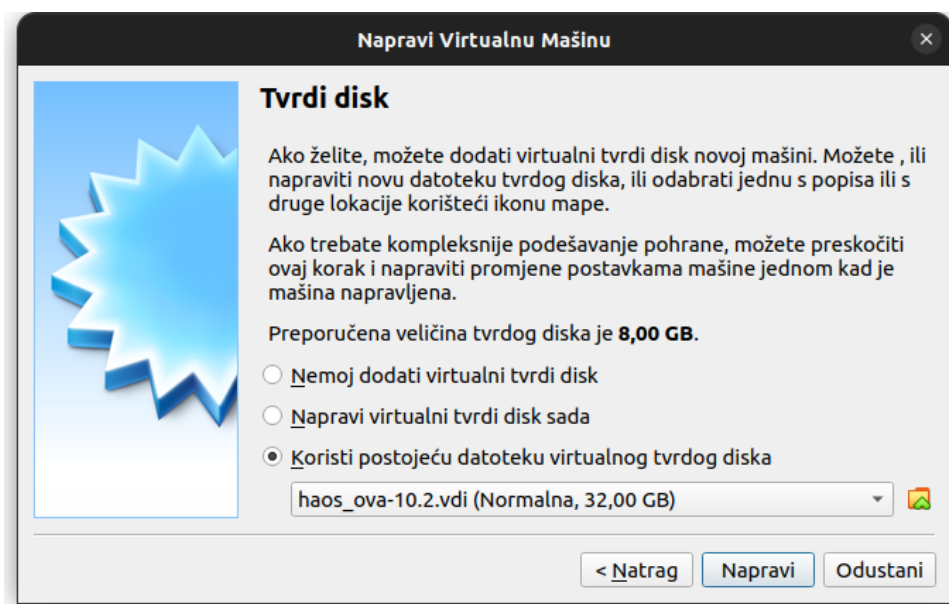 Napravi Virtualnu Mašinu
Tvrdi disk
Ako želite, možete dodati virtualni tvrdi disk novoj mašini. Možete , ili
napraviti novu datoteku tvrdog diska, ili odabrati jednu s popisa ili s
druge lokacije koristeći ikonu mape.
Ako trebate kompleksnije podešavanje pohrane, možete preskočiti
ovaj korak i napraviti promjene postavkama mašine jednom kad je
mašina napravljena.
Preporučena veličina tvrdog diska je 8,00 GB.
Nemoj dodati virtualni tvrdi disk
Napravi virtualni tvrdi disk sada
Koristi postojeću datoteku virtualnog tvrdog diska
haos_ova-10.2.vdi (Normalna, 32,00 GB)
< Natrag
Napravi
Odustani